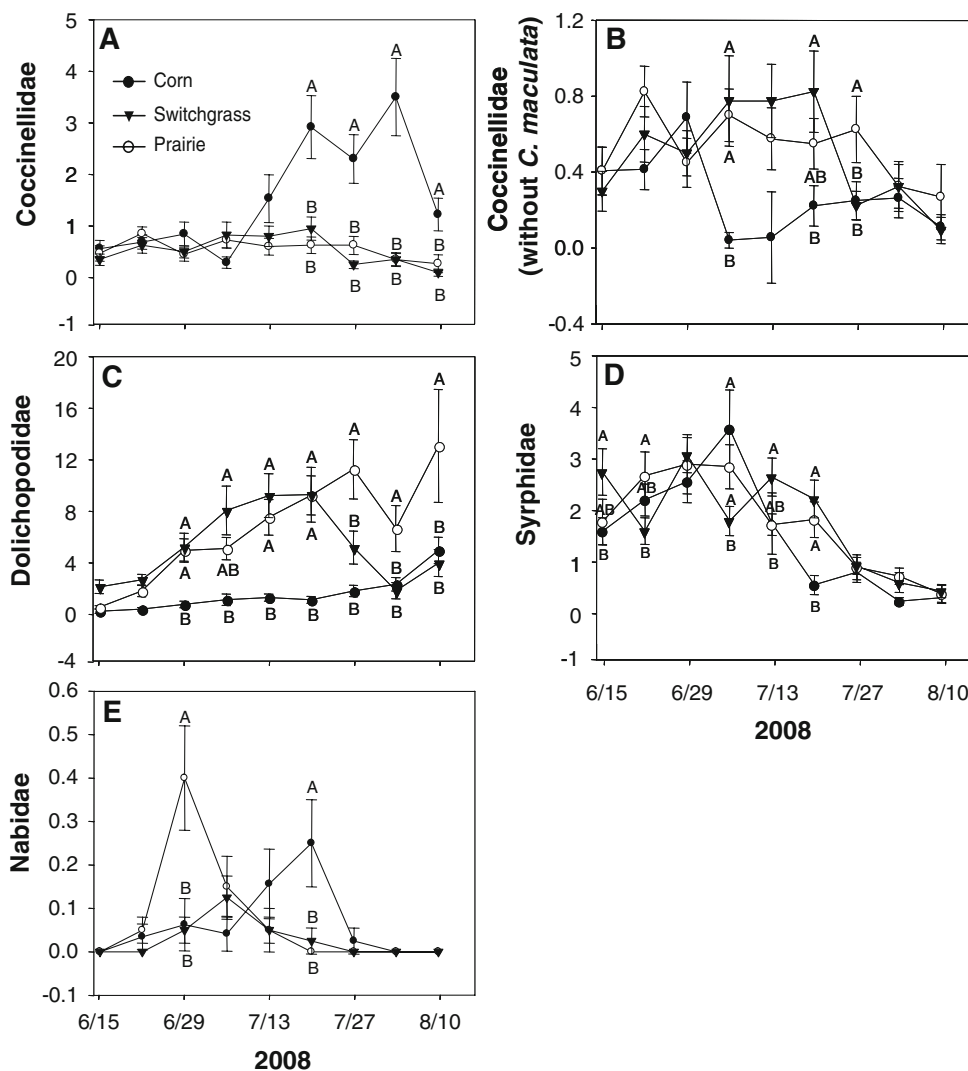 A
Coccinellidae
5
4
3
2
1
0
-1
Corn
Switchgrass
Prairie
A
A
A
A
B
B
B
B
B
B
B
B
B
Coccinellidae
(without C. maculata)
1.2
0.8
0.4
0.0
-0.4
A
A
A
A
AB
B
B
B
C
Dolichopodidae
20
16
12
8
4
0
-4
A
A
A
A
A
A
A
A
AB
A
A
B
B
B
B
B
B
B
B
B
B
D
Syrphidae
5
4
3
2
1
0
-1
A
A
A
A
A
AB
AB
A
AB
A
B
B
B
B
B
6/15
6/29
7/13
7/27
8/10
2008
E
Nabidae
0.6
0.5
0.4
0.3
0.2
0.1
0.0
-0.1
A
A
B
B
B
B
6/15
6/29
7/13
7/27
8/10
2008